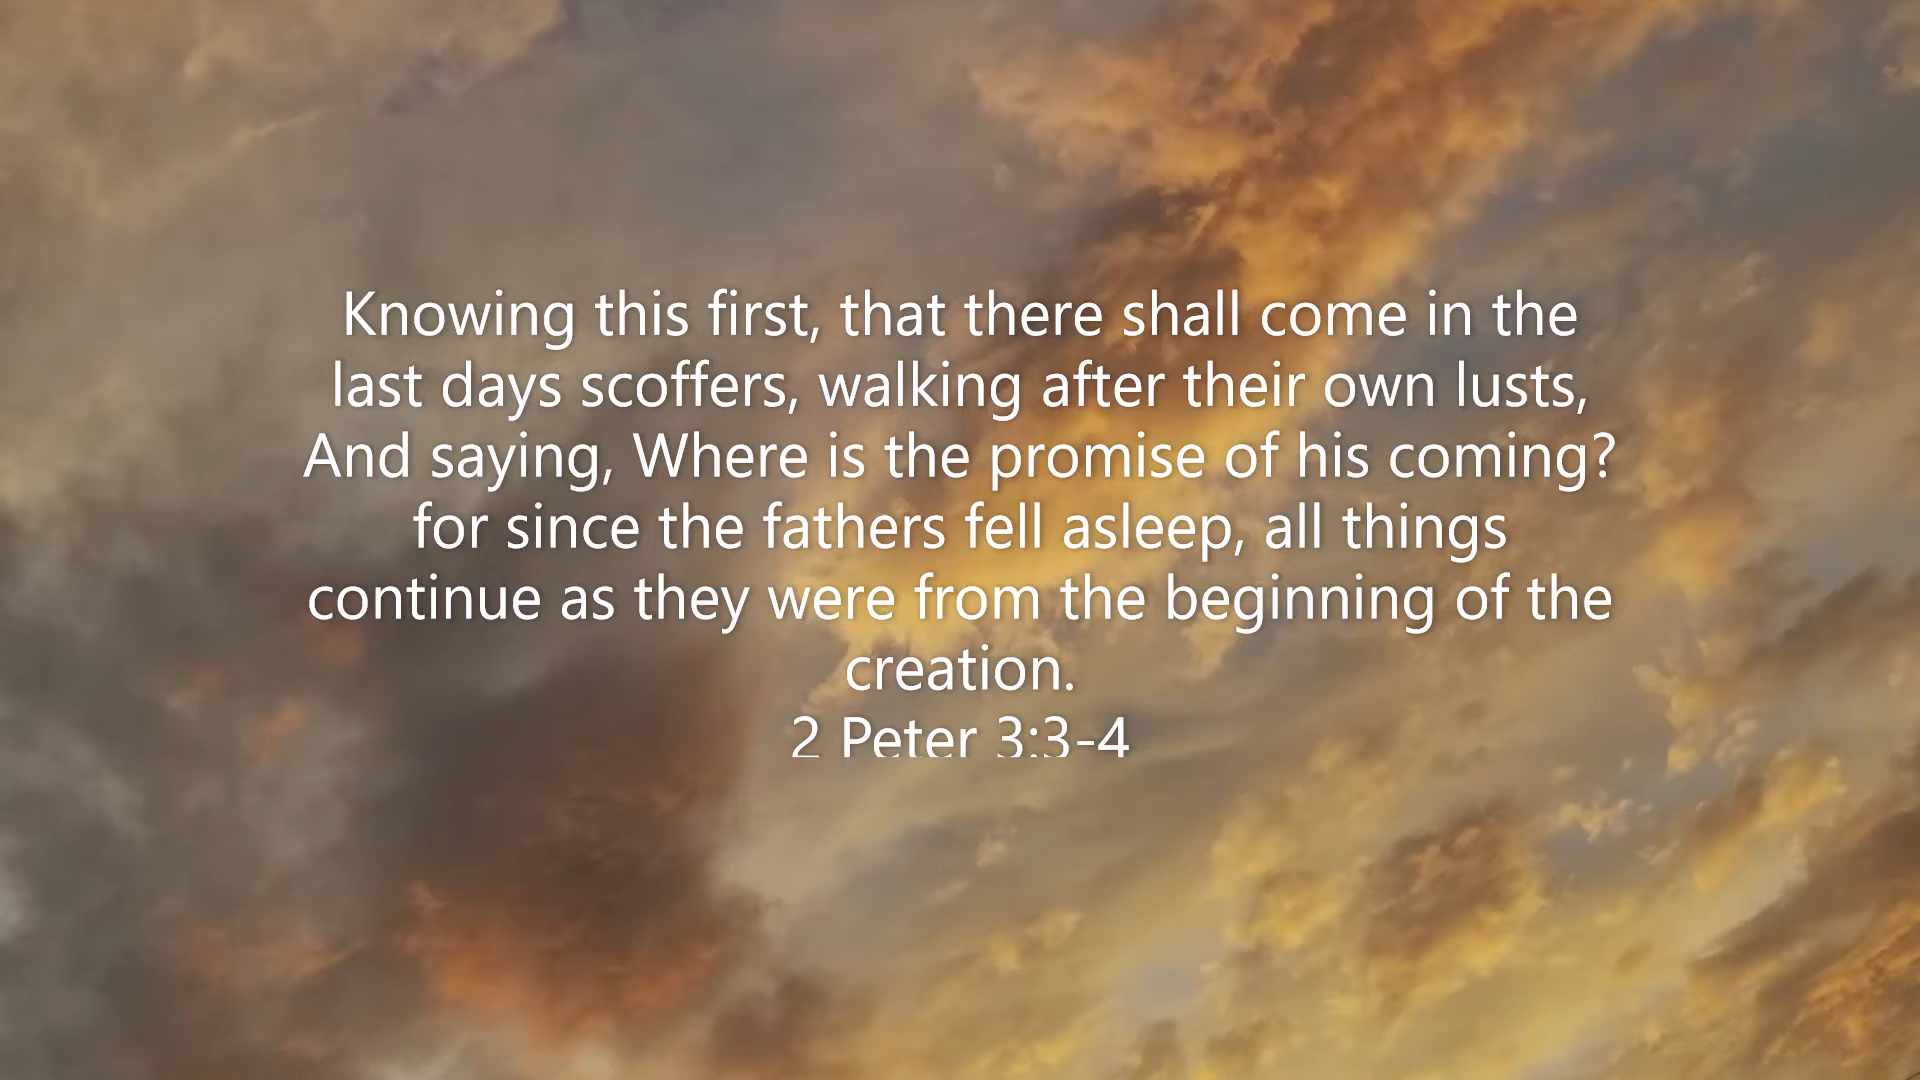 Knowing this first, that there shall come in the
last days scoffers, walking after their own lusts,
And saying, Where is the promise of his coming?
for since the fathers fell asleep, all things
continue as they were from the beginning of the
creation.
2 Peter 3:3-4